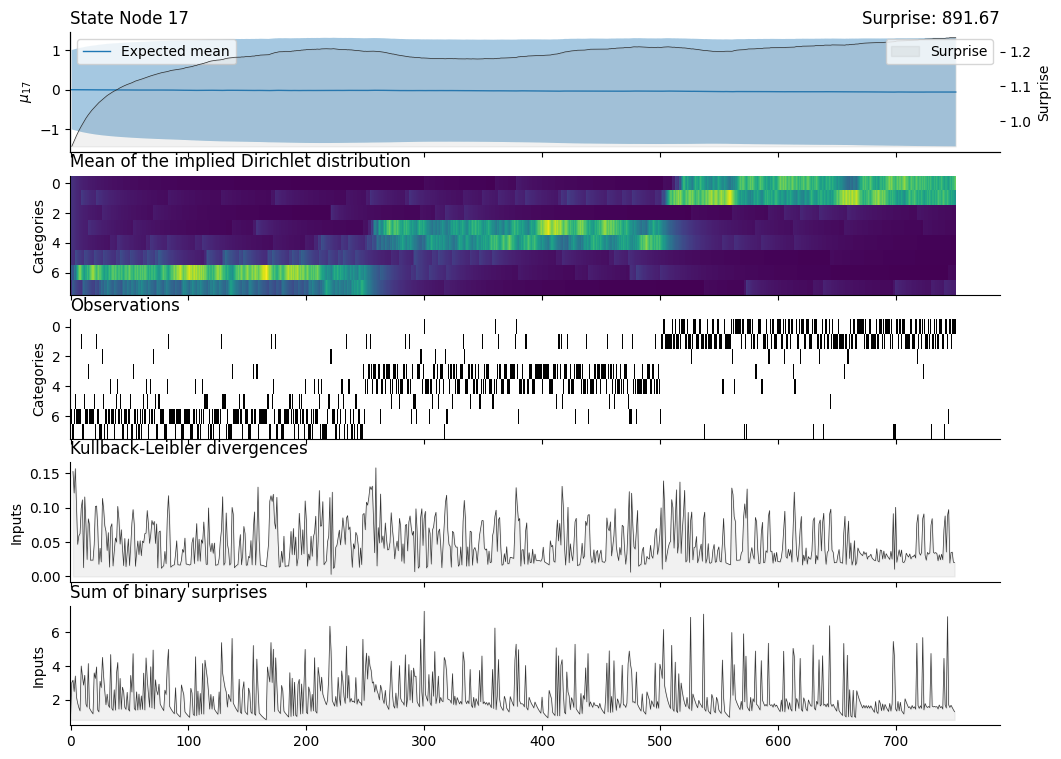 State Node 17 Surprise: 891.67
1 Expected mean Surprise 1.2
μ17 0 1.1 Surprise
−1 1.0
Mean of the implied Dirichlet distribution
0
2
Categories
4
6
Observations
0
2
Categories
4
6
Kullback-Leibler divergences
0.15
0.10
Inputs
0.05
0.00
Sum of binary surprises
6
Inputs
4
2
0 100 200 300 400 500 600 700